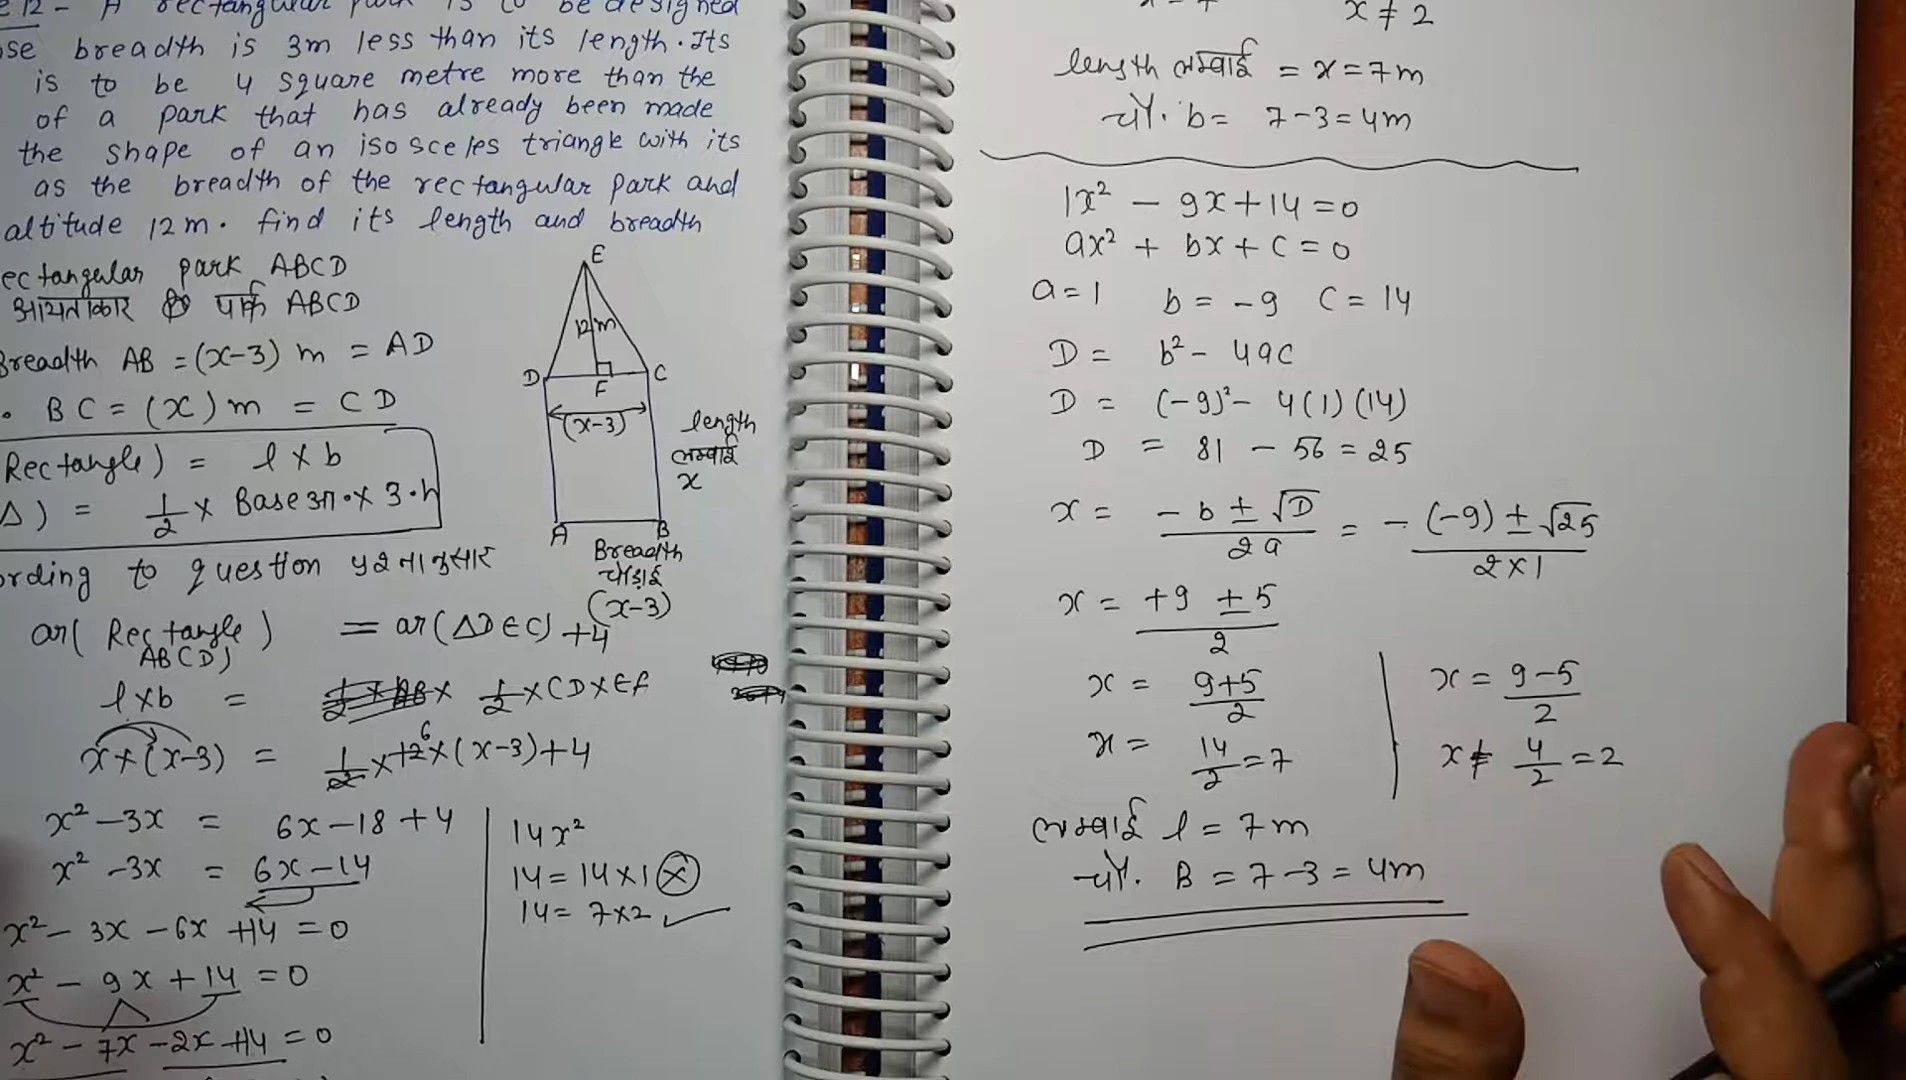 e 12 - A rectangular park is to be designed
se breadth is 3m less than its length. Its
is to be 4 square metre more than the
of a park that has already been made
the shape of an isosceles triangle with its
as the breadth of the rectangular park and
altitude 12 m. find its length and breadth
ectangular park ABCD
आयताकार पार्क ABCD
Breadth AB = (x-3) m = AD
. BC = (x) m = CD
Rectangle) = l × b
Δ) = 1/2 × Base आ. × उ.h
ording to question प्रश्नानुसार
ar( Rectangle ABCD) = ar(ΔDEC) +4
l×b = 1/2 × CD × EF
x×(x-3) = 1/2 × 12 6 × (x-3)+4
x² -3x = 6x-18 +4
x² -3x = 6x-14
x² - 3x - 6x +14 = 0
x² - 9x + 14 = 0
x² - 7x -2x +14 = 0
E
12m
D F C
(x-3)
length
लम्बाई
x
A B
Breadth
चौड़ाई
(x-3)
14x²
14 = 14×1 ×
14 = 7×2
x ≠ 2
length लम्बाई = x = 7m
चौ. b = 7-3 = 4m
1x² - 9x + 14 = 0
ax² + bx + c = 0
a = 1 b = -9 c = 14
D = b² - 4ac
D = (-9)² - 4(1)(14)
D = 81 - 56 = 25
x = -b ± √D / 2a = -(-9) ± √25 / 2×1
x = +9 ± 5 / 2
x = 9+5 / 2
x = 14/2 = 7
x = 9-5 / 2
x ≠ 4/2 = 2
लम्बाई l = 7m
चौ. B = 7-3 = 4m